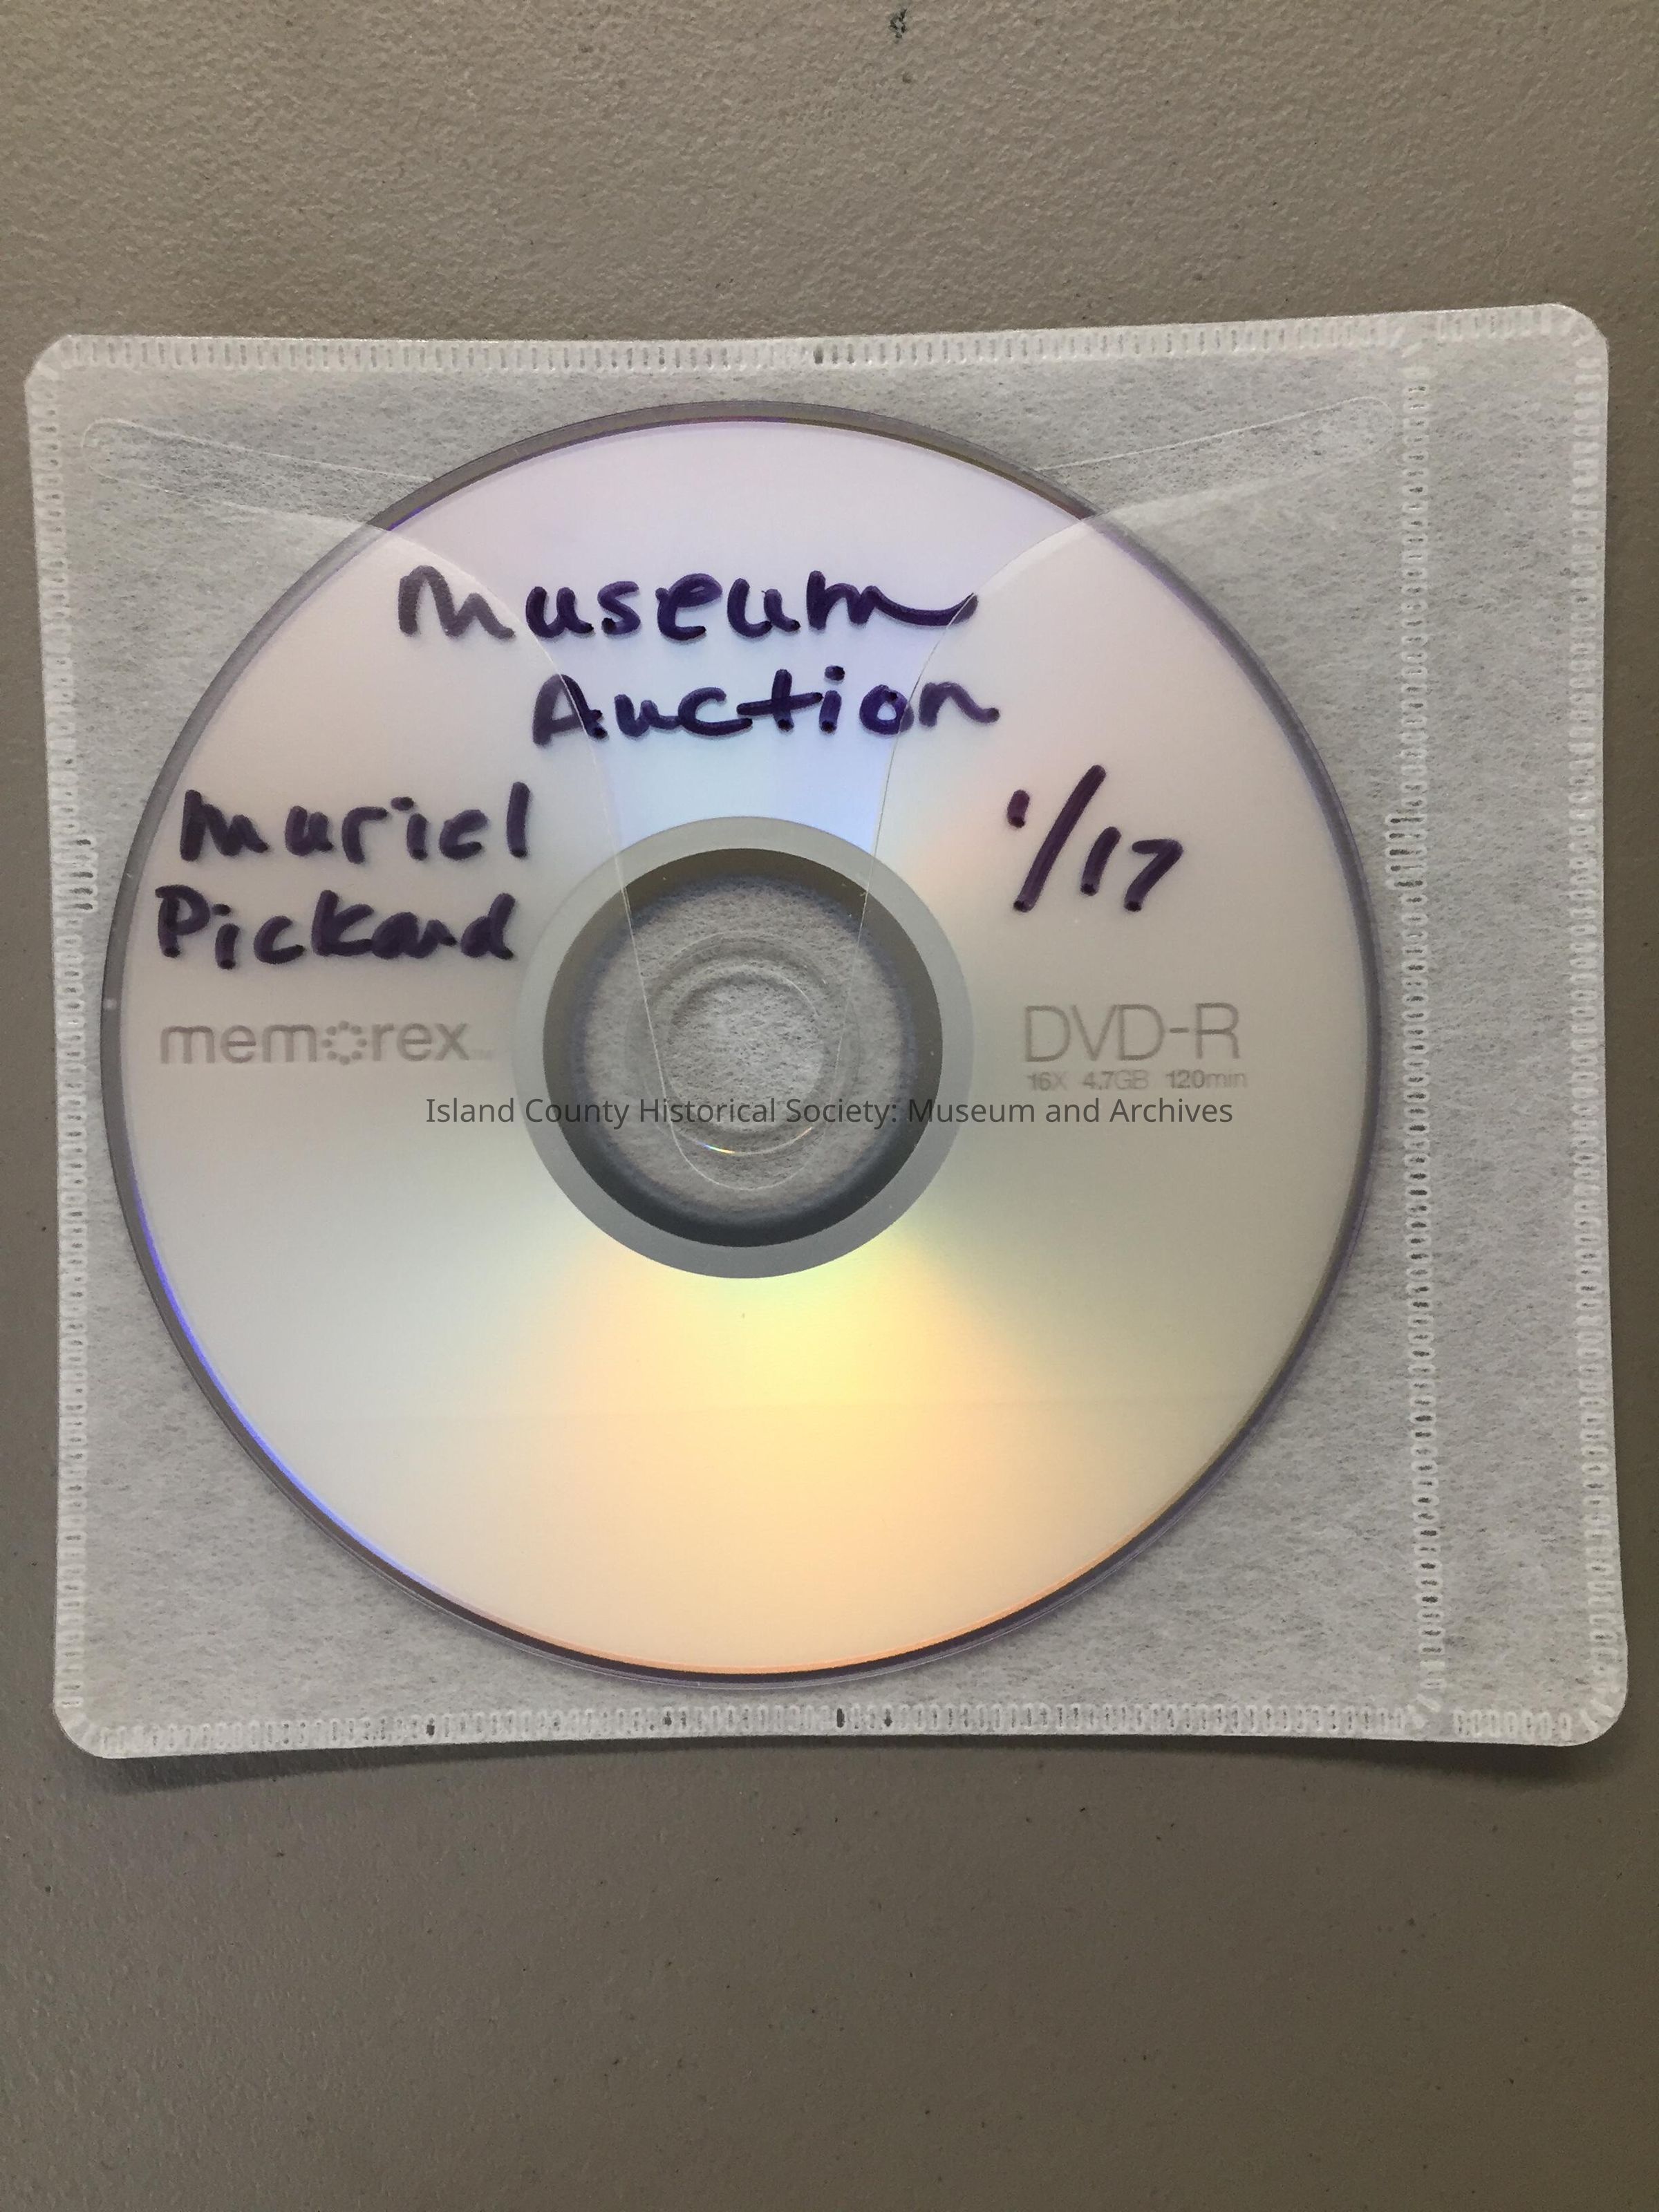 Museum
Auction
Muriel
Pickard
1/17
memorex
DVD-R
16X 4.7GB 120min
Island County Historical Society: Museum and Archives